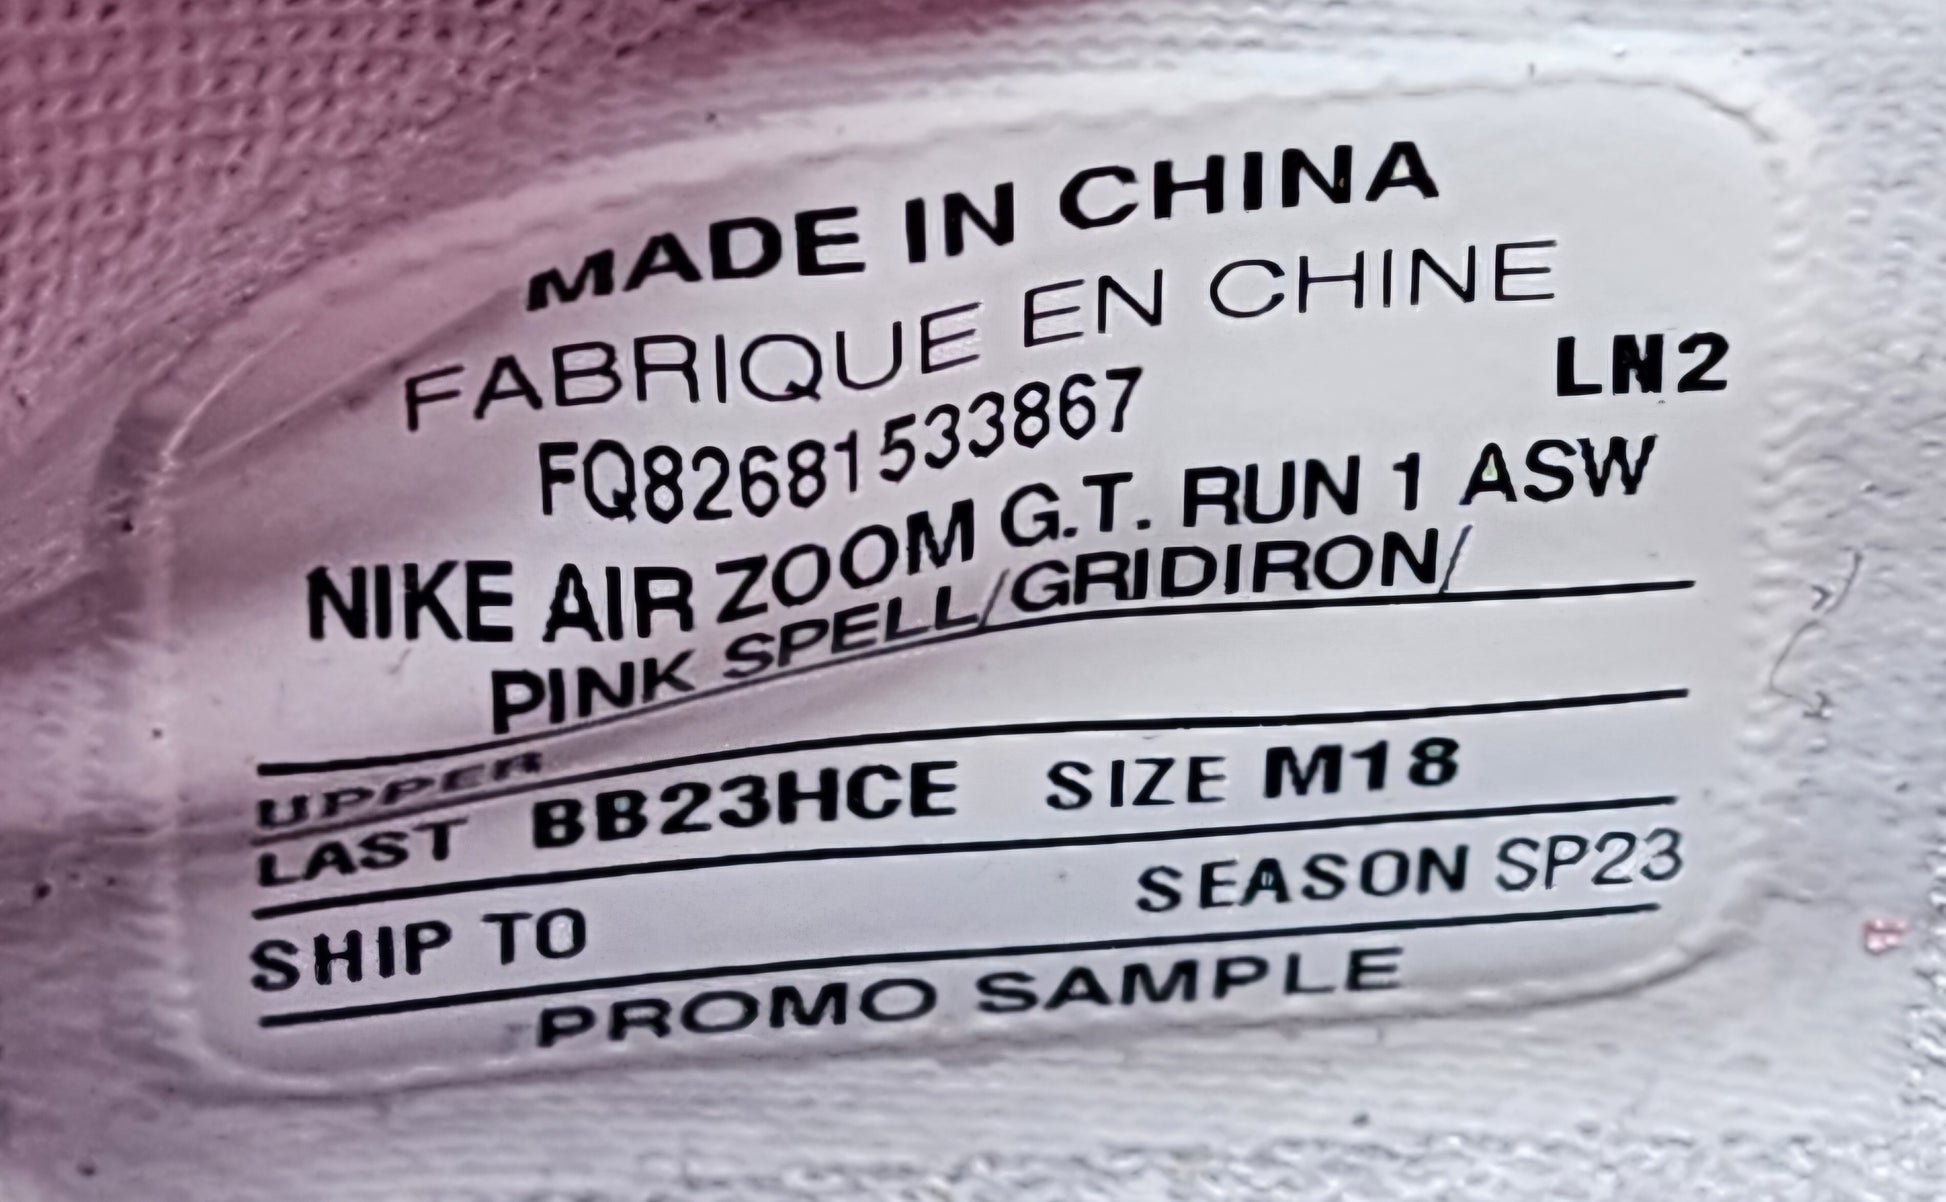 MADE IN CHINA
FABRIQUE EN CHINE
LN2
FQ82681533867
NIKE AIR ZOOM G.T. RUN 1 ASW
PINK SPELL/GRIDIRON/
UPPER
LAST BB23HCE SIZE M18
SHIP TO SEASON SP23
PROMO SAMPLE